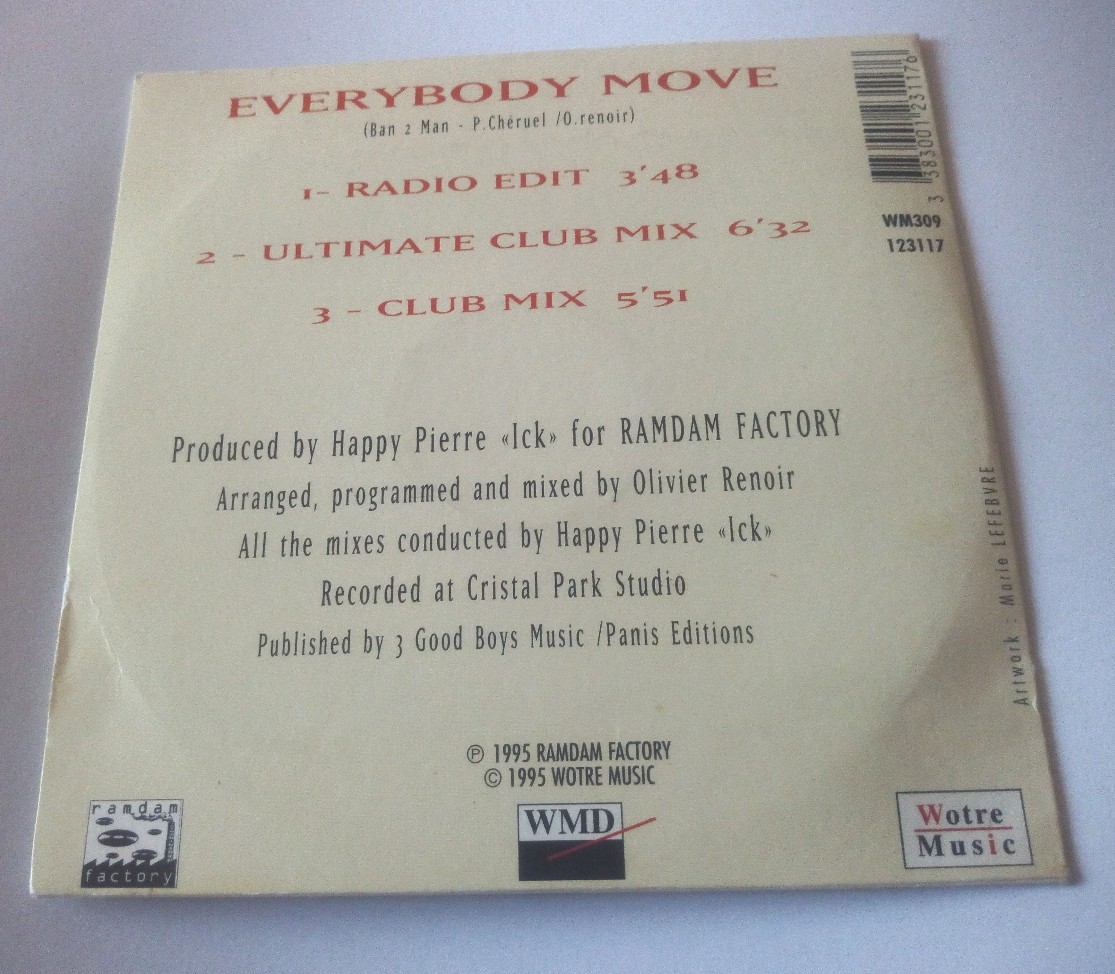 EVERYBODY MOVE
(Ban 2 Man - P.Chéruel /O.renoir)
1- RADIO EDIT 3'48
2 - ULTIMATE CLUB MIX 6'32
3 - CLUB MIX 5'51
3 383001 231176
WM309
123117
Produced by Happy Pierre «Ick» for RAMDAM FACTORY
Arranged, programmed and mixed by Olivier Renoir
All the mixes conducted by Happy Pierre «Ick»
Recorded at Cristal Park Studio
Published by 3 Good Boys Music /Panis Editions
Artwork : Marie LEFEBVRE
℗ 1995 RAMDAM FACTORY
© 1995 WOTRE MUSIC
ramdam
factory
WMD
Wotre
Music